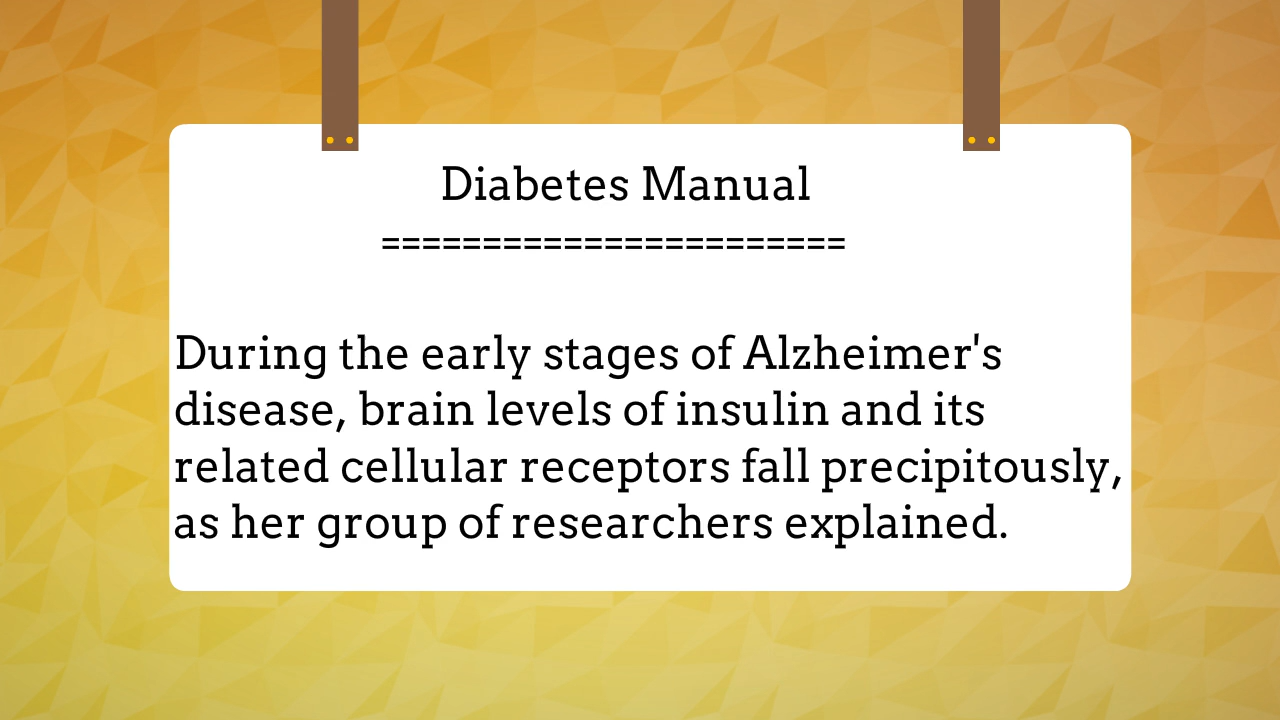 Diabetes Manual
=======================
During the early stages of Alzheimer's
disease, brain levels of insulin and its
related cellular receptors fall precipitously,
as her group of researchers explained.